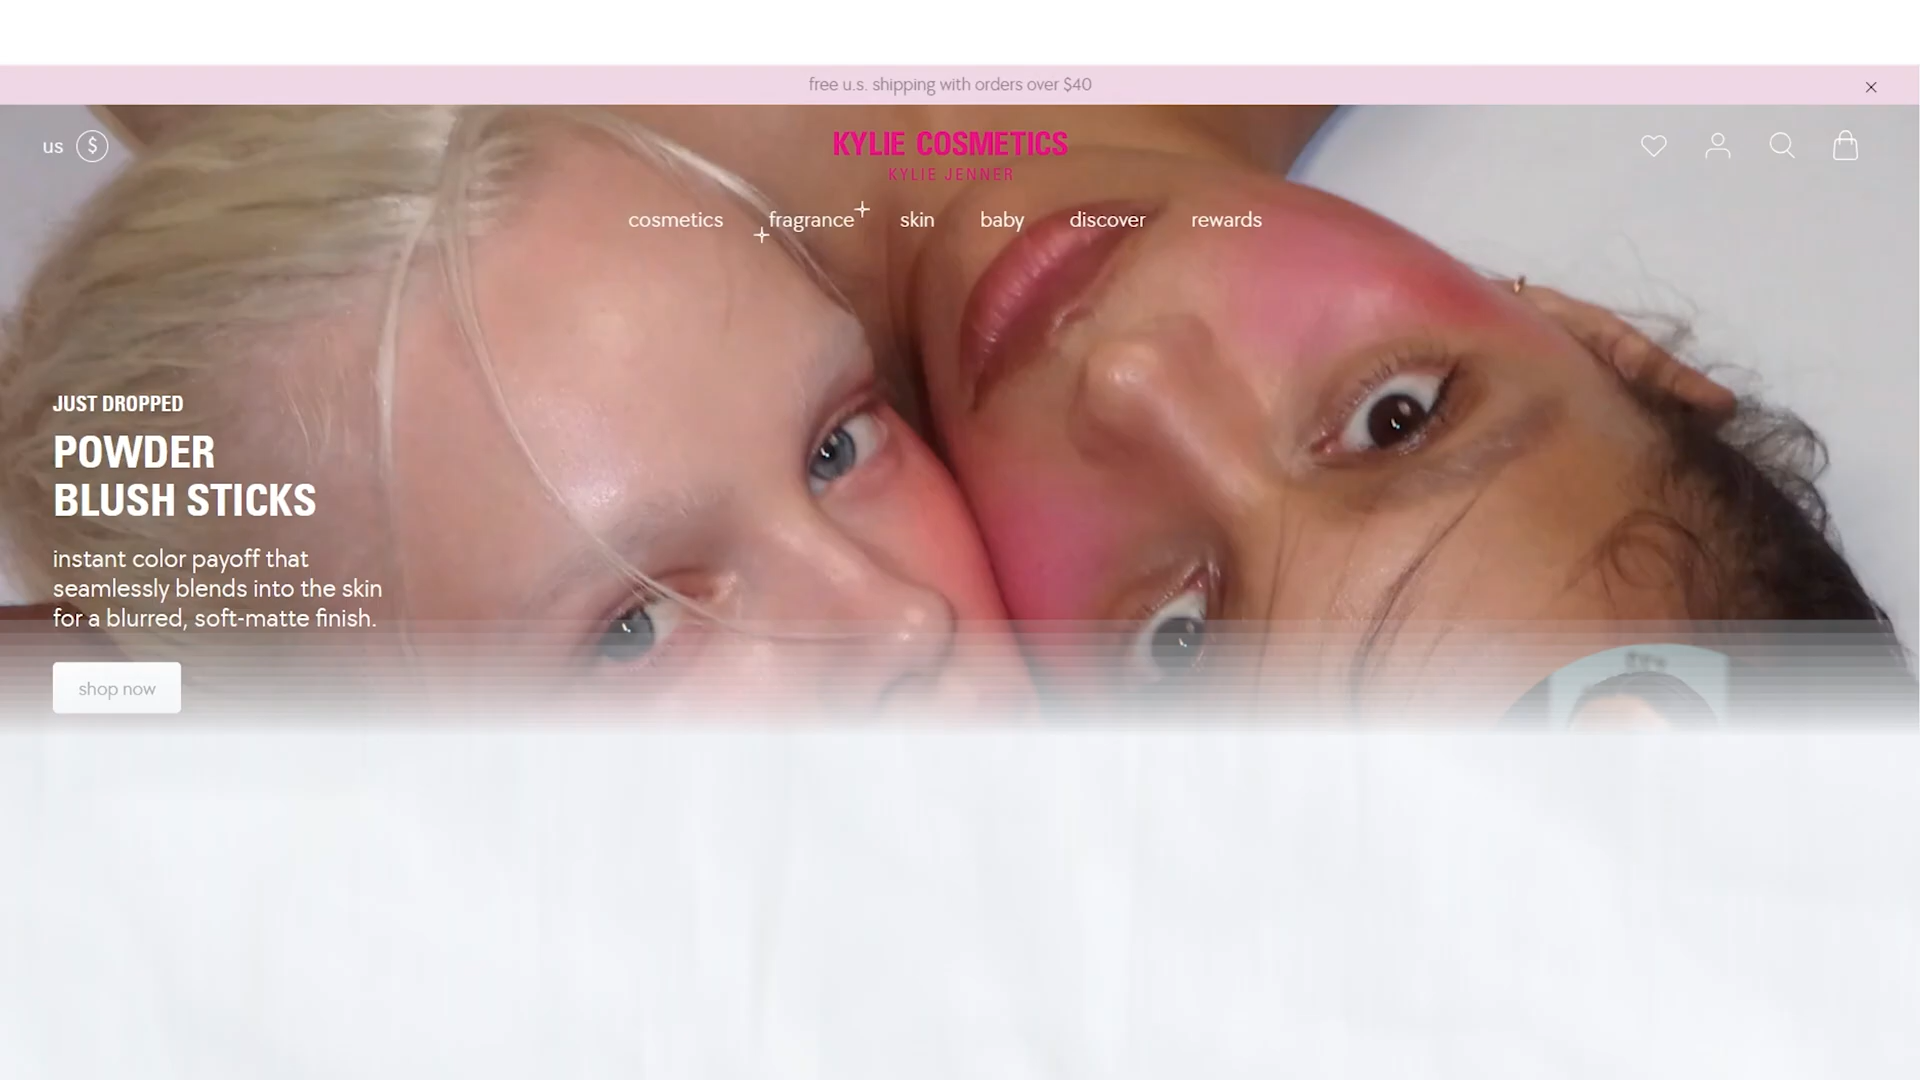 free u.s. shipping with orders over $40
us $
KYLIE COSMETICS
KYLIE JENNER
cosmetics fragrance skin baby discover rewards
JUST DROPPED
POWDER
BLUSH STICKS
instant color payoff that
seamlessly blends into the skin
for a blurred, soft-matte finish.
shop now